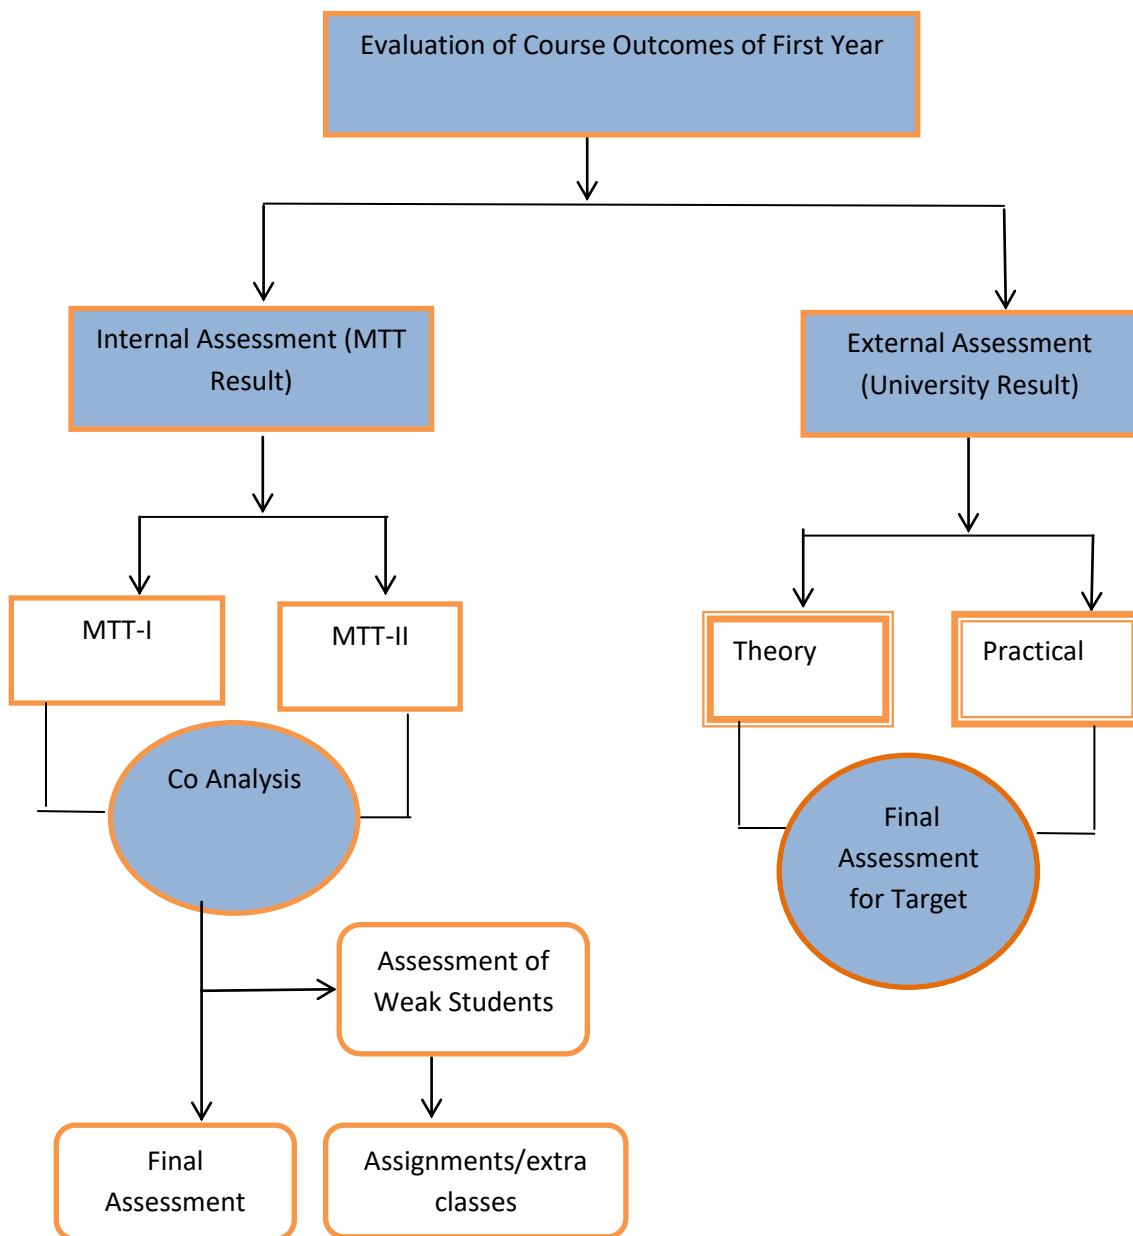 Evaluation of Course Outcomes of First Year
Internal Assessment (MTT
Result)
External Assessment
(University Result)
MTT-I
MTT-II
Theory
Practical
Co Analysis
Final
Assessment
for Target
Assessment of
Weak Students
Final
Assessment
Assignments/extra
classes